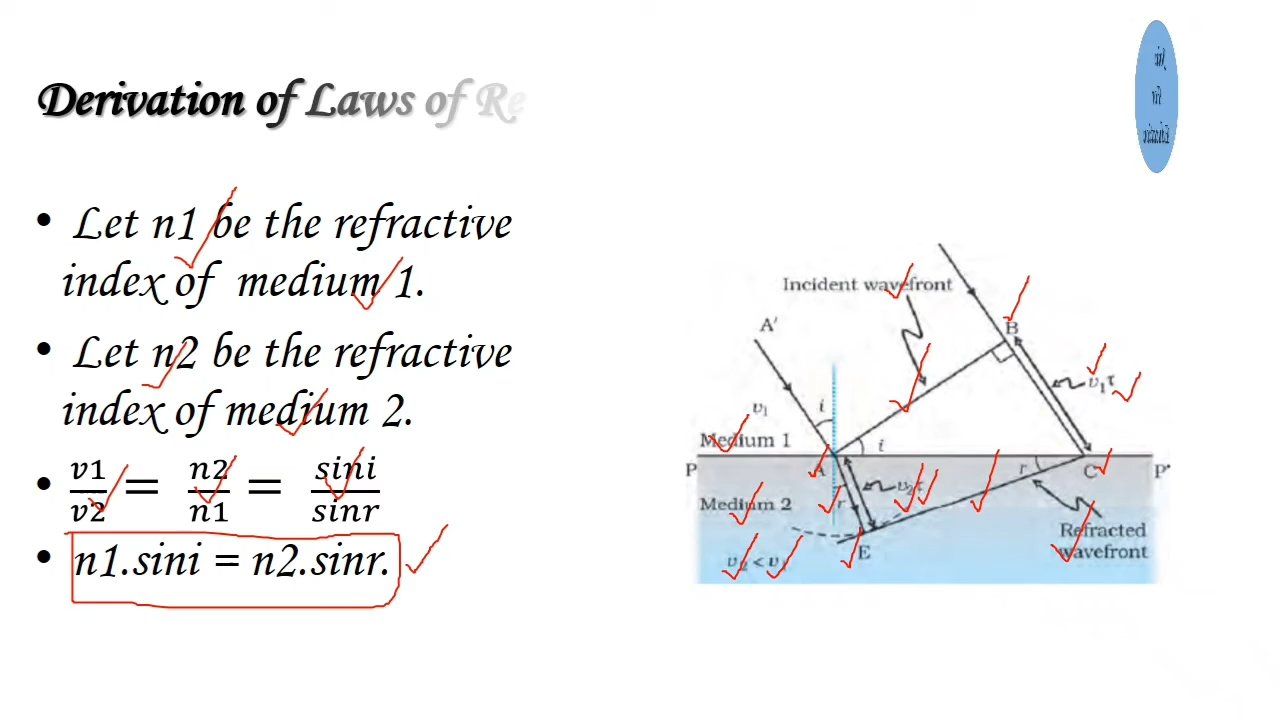 Derivation of Laws of Re
• Let n1 be the refractive
index of medium 1.
• Let n2 be the refractive
index of medium 2.
• v1/v2 = n2/n1 = sini/sinr
• n1.sini = n2.sinr.
Incident wavefront
A'
B
v₁τ
v₁
i
i
Medium 1
P
A
r
C
P'
Medium 2
v₂τ
r
E
Refracted
wavefront
v₂ < v₁